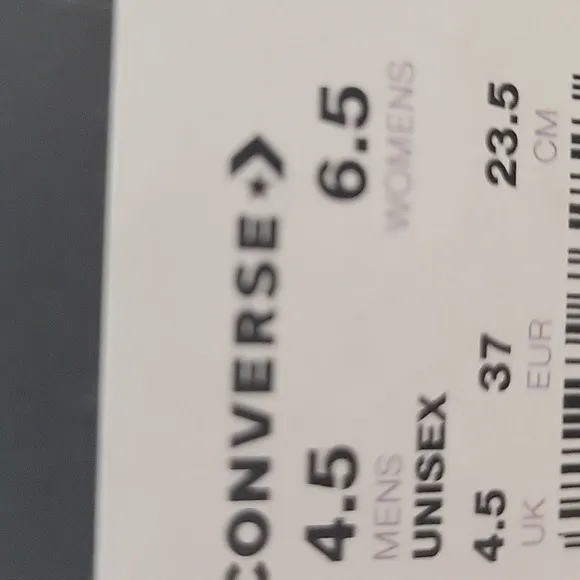 CONVERSE
4.5 6.5
MENS WOMENS
UNISEX
4.5 37 23.5
UK EUR CM